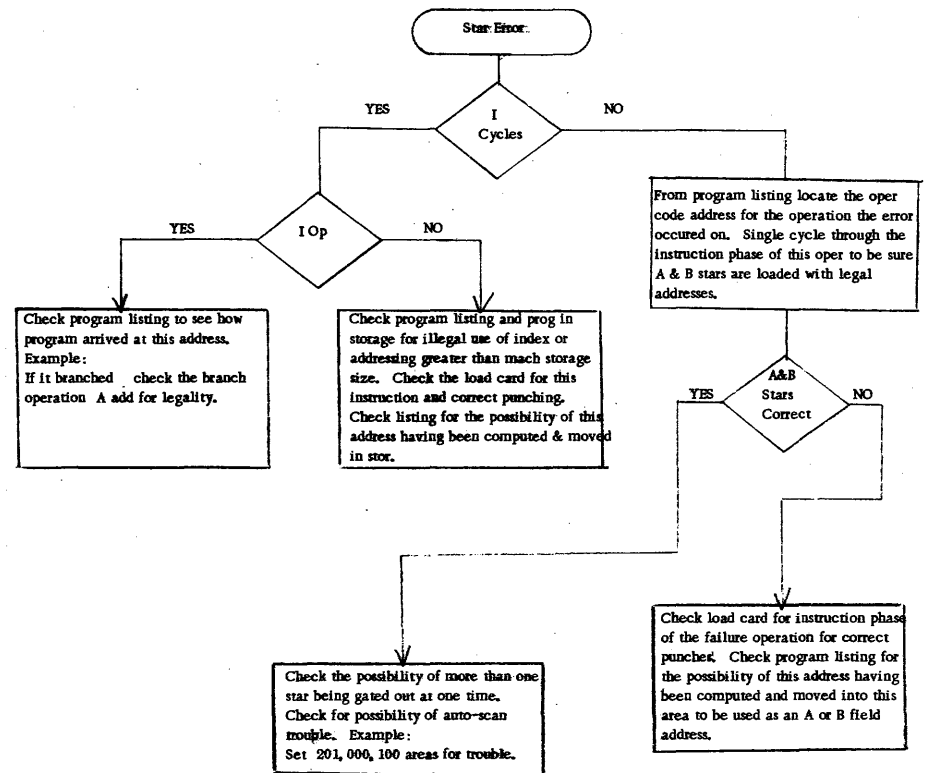 Star Error
YES
NO
I
Cycles
From program listing locate the oper
code address for the operation the error
occured on. Single cycle through the
instruction phase of this oper to be sure
A & B stars are loaded with legal
addresses.
YES
I Op
NO
Check program listing to see how
program arrived at this address.
Example:
If it branched check the branch
operation A add for legality.
Check program listing and prog in
storage for illegal use of index or
addressing greater than mach storage
size. Check the load card for this
instruction and correct punching.
Check listing for the possibility of this
address having been computed & moved
in stor.
YES
A&B
Stars
Correct
NO
Check load card for instruction phase
of the failure operation for correct
punches. Check program listing for
the possibility of this address having
been computed and moved into this
area to be used as an A or B field
address.
Check the possibility of more than one
star being gated out at one time.
Check for possibility of auto-scan
trouble. Example:
Set 201, 000, 100 areas for trouble.